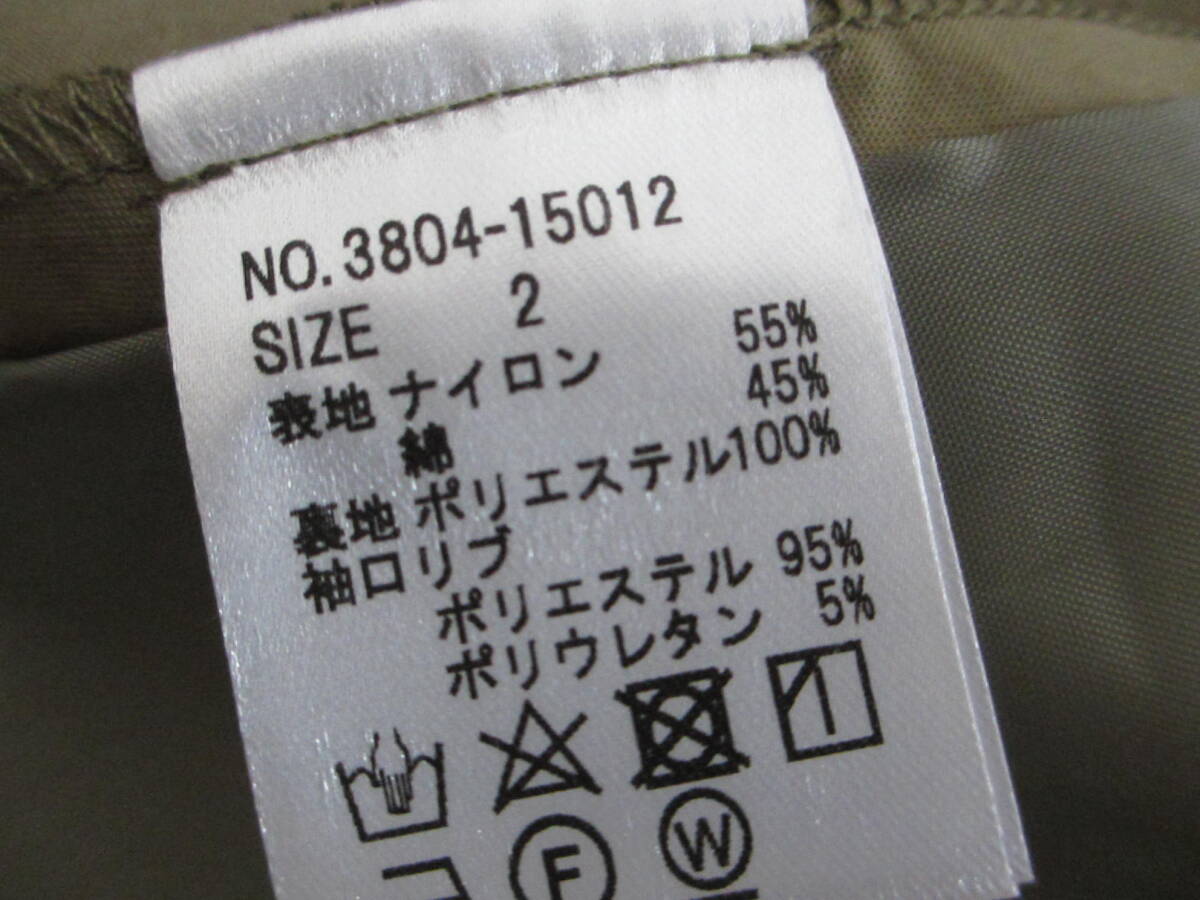 NO.3804-15012
SIZE 2
表地 ナイロン 55%
綿 45%
裏地 ポリエステル100%
袖口リブ
ポリエステル 95%
ポリウレタン 5%
F W